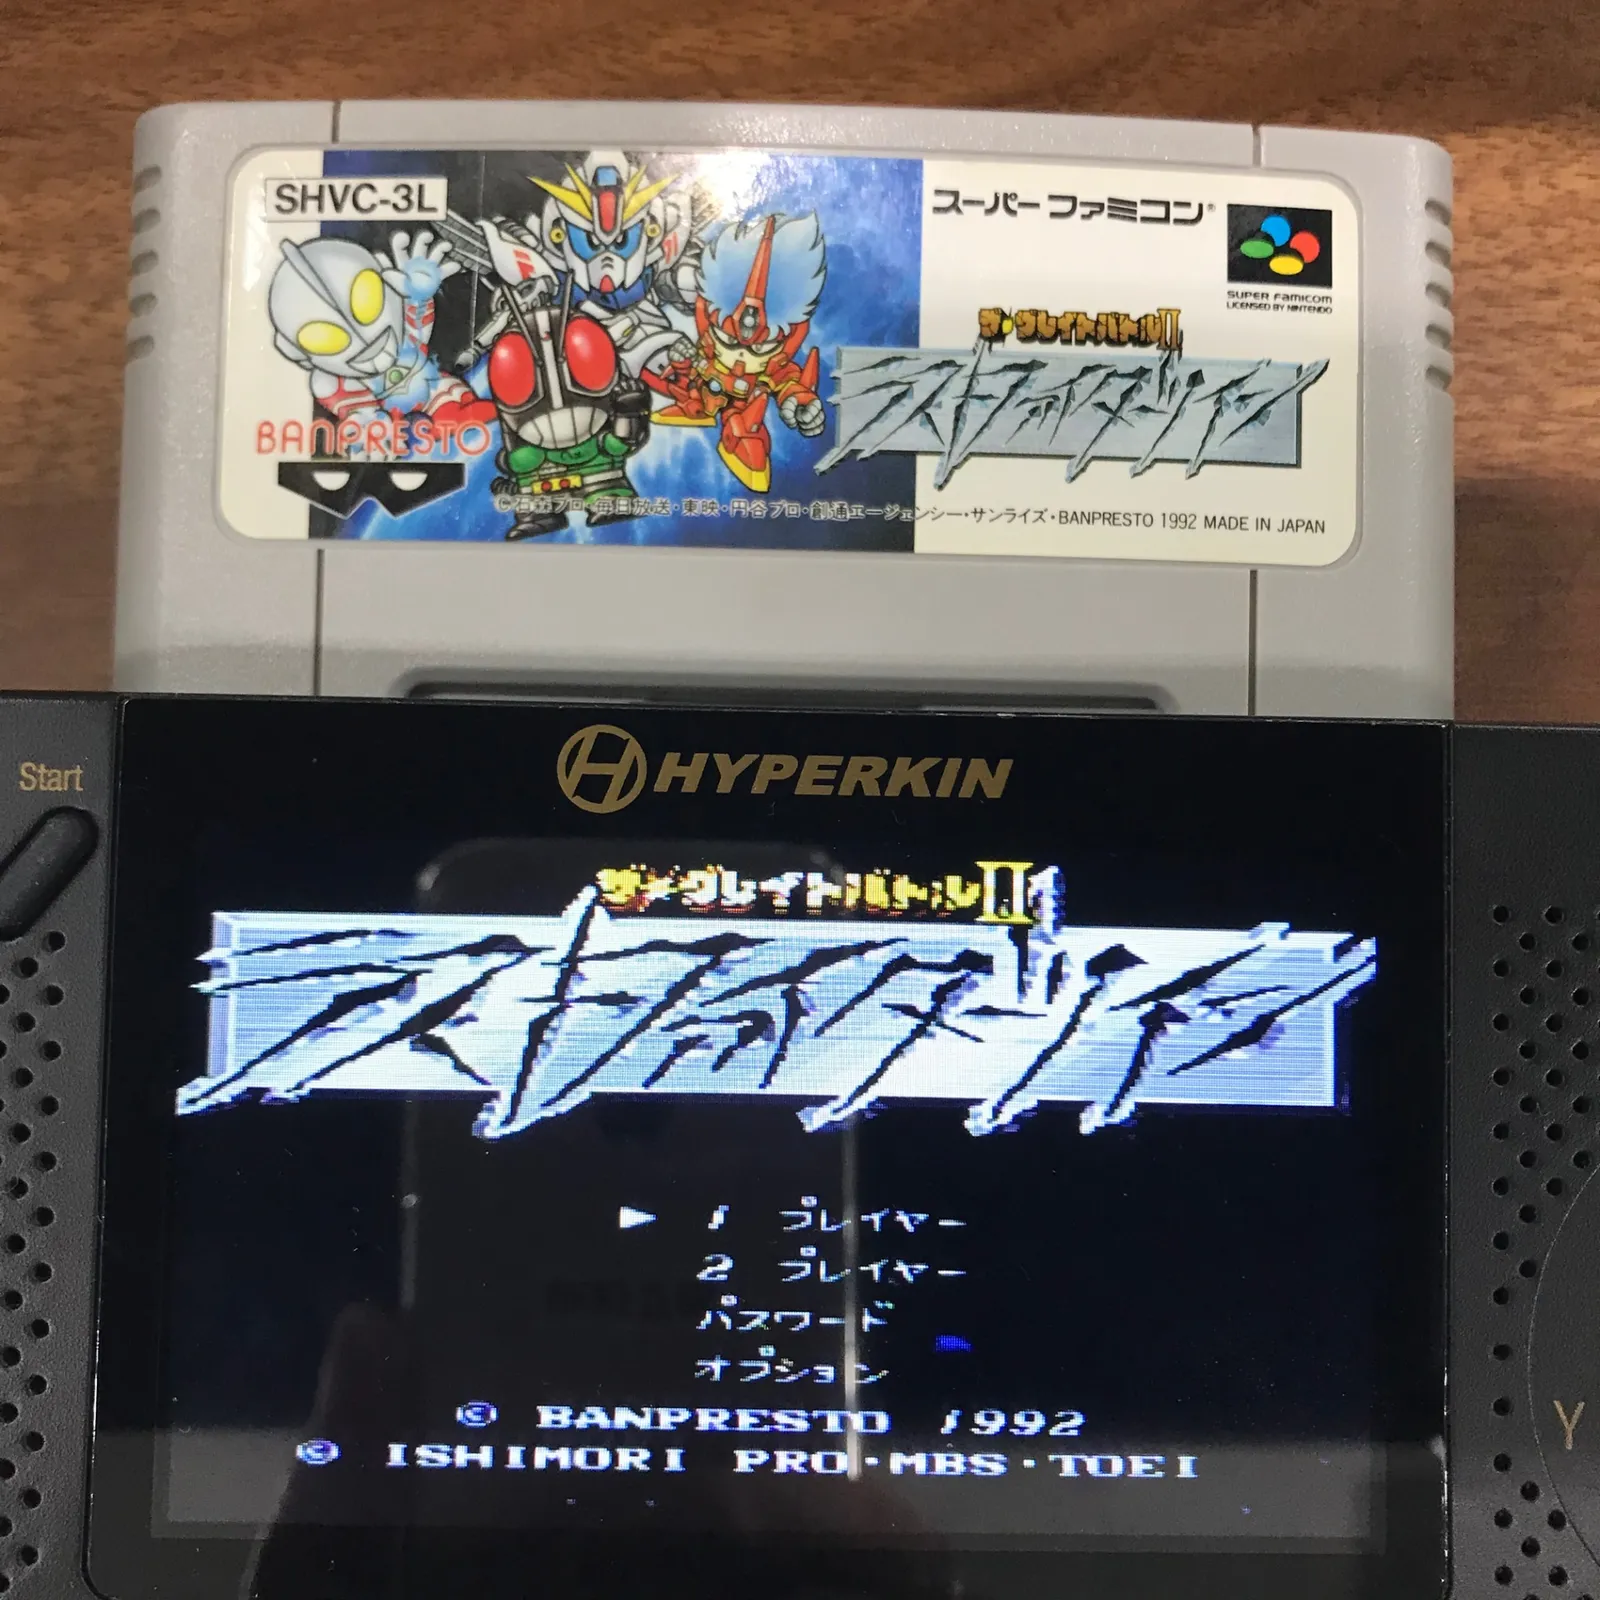 SHVC-3L
スーパーファミコン®
SUPER FAMICOM
LICENSED BY NINTENDO
ザ・グレイトバトルII
ラストファイターツイン
BANPRESTO
©石森プロ・毎日放送・東映・円谷プロ・創通エージェンシー・サンライズ・BANPRESTO 1992 MADE IN JAPAN
Start
HYPERKIN
ザ・グレイトバトルII
ラストファイターツイン
▶ 1 プレイヤー
2 プレイヤー
パスワード
オプション
© BANPRESTO 1992
© ISHIMORI PRO・MBS・TOEI
Y